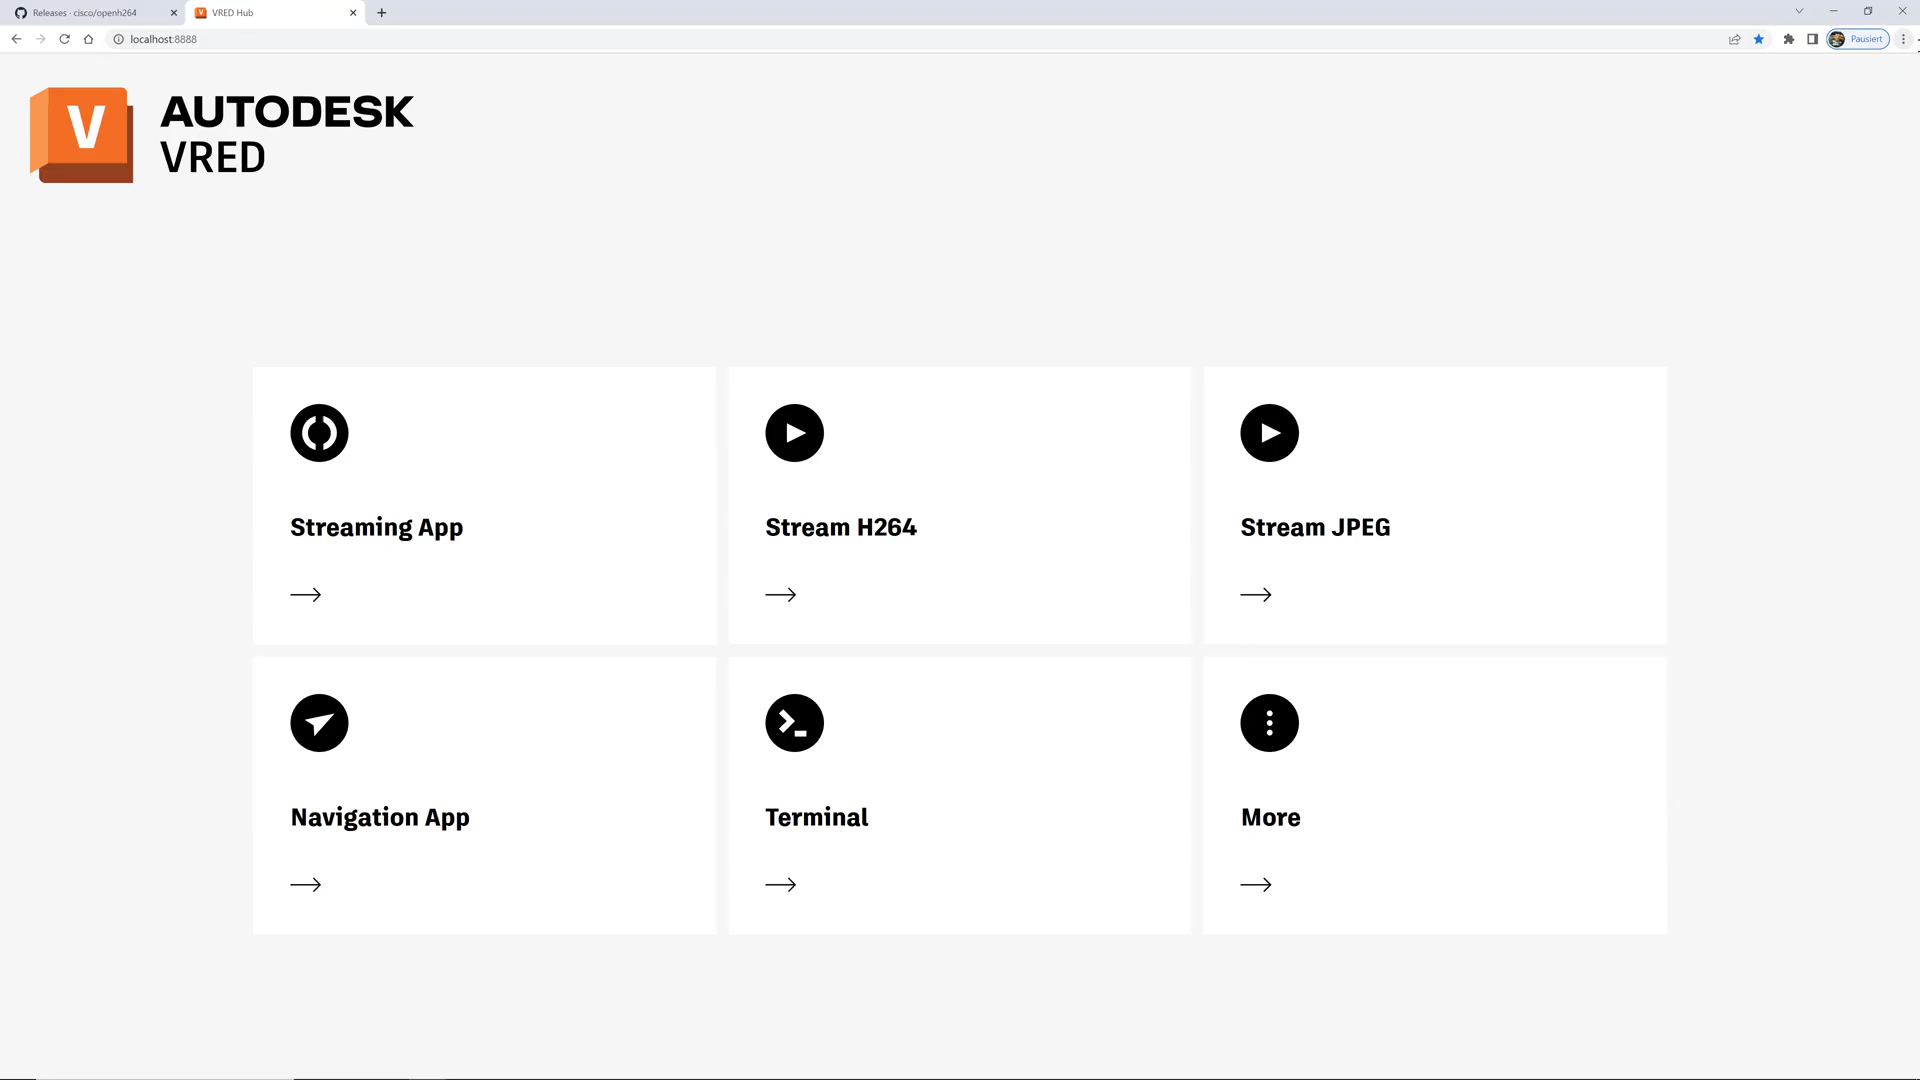 Releases · cisco/openh264
VRED Hub
localhost:8888
Pausiert
V
AUTODESK
VRED
Streaming App
Stream H264
Stream JPEG
Navigation App
Terminal
More